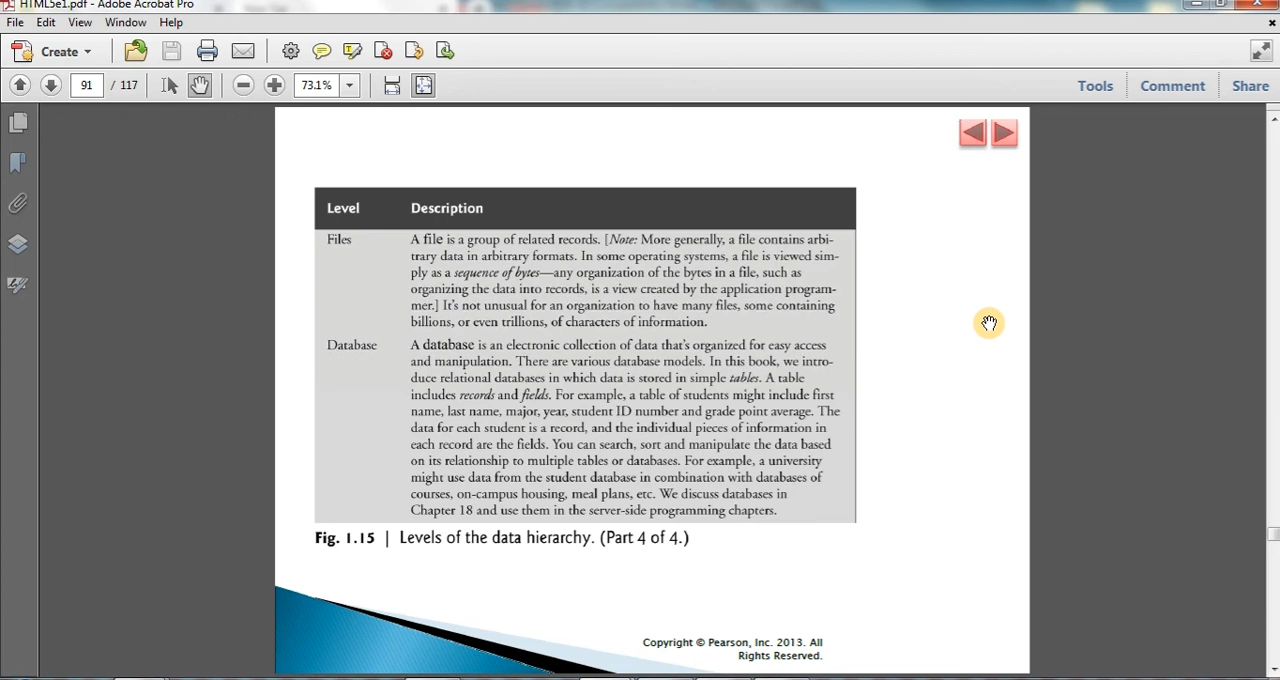 HTML5e1.pdf - Adobe Acrobat Pro
File Edit View Window Help
Create
91 / 117 73.1% Tools Comment Share
Level Description
Files A file is a group of related records. [Note: More generally, a file contains arbi-
trary data in arbitrary formats. In some operating systems, a file is viewed sim-
ply as a sequence of bytes—any organization of the bytes in a file, such as
organizing the data into records, is a view created by the application program-
mer.] It's not unusual for an organization to have many files, some containing
billions, or even trillions, of characters of information.
Database A database is an electronic collection of data that's organized for easy access
and manipulation. There are various database models. In this book, we intro-
duce relational databases in which data is stored in simple tables. A table
includes records and fields. For example, a table of students might include first
name, last name, major, year, student ID number and grade point average. The
data for each student is a record, and the individual pieces of information in
each record are the fields. You can search, sort and manipulate the data based
on its relationship to multiple tables or databases. For example, a university
might use data from the student database in combination with databases of
courses, on-campus housing, meal plans, etc. We discuss databases in
Chapter 18 and use them in the server-side programming chapters.
Fig. 1.15 | Levels of the data hierarchy. (Part 4 of 4.)
Copyright © Pearson, Inc. 2013. All
Rights Reserved.